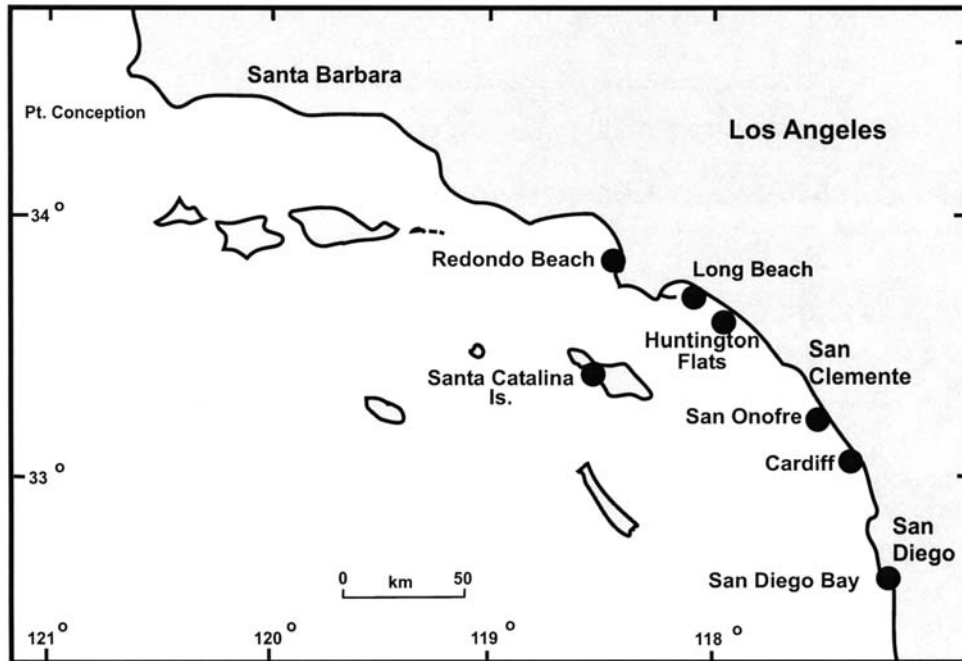 Santa Barbara
Pt. Conception
Los Angeles
34 °
Redondo Beach
Long Beach
Huntington
Flats
San
Clemente
Santa Catalina
Is.
San Onofre
Cardiff
33 °
San
Diego
San Diego Bay
0 km 50
121 ° 120 ° 119 ° 118 °